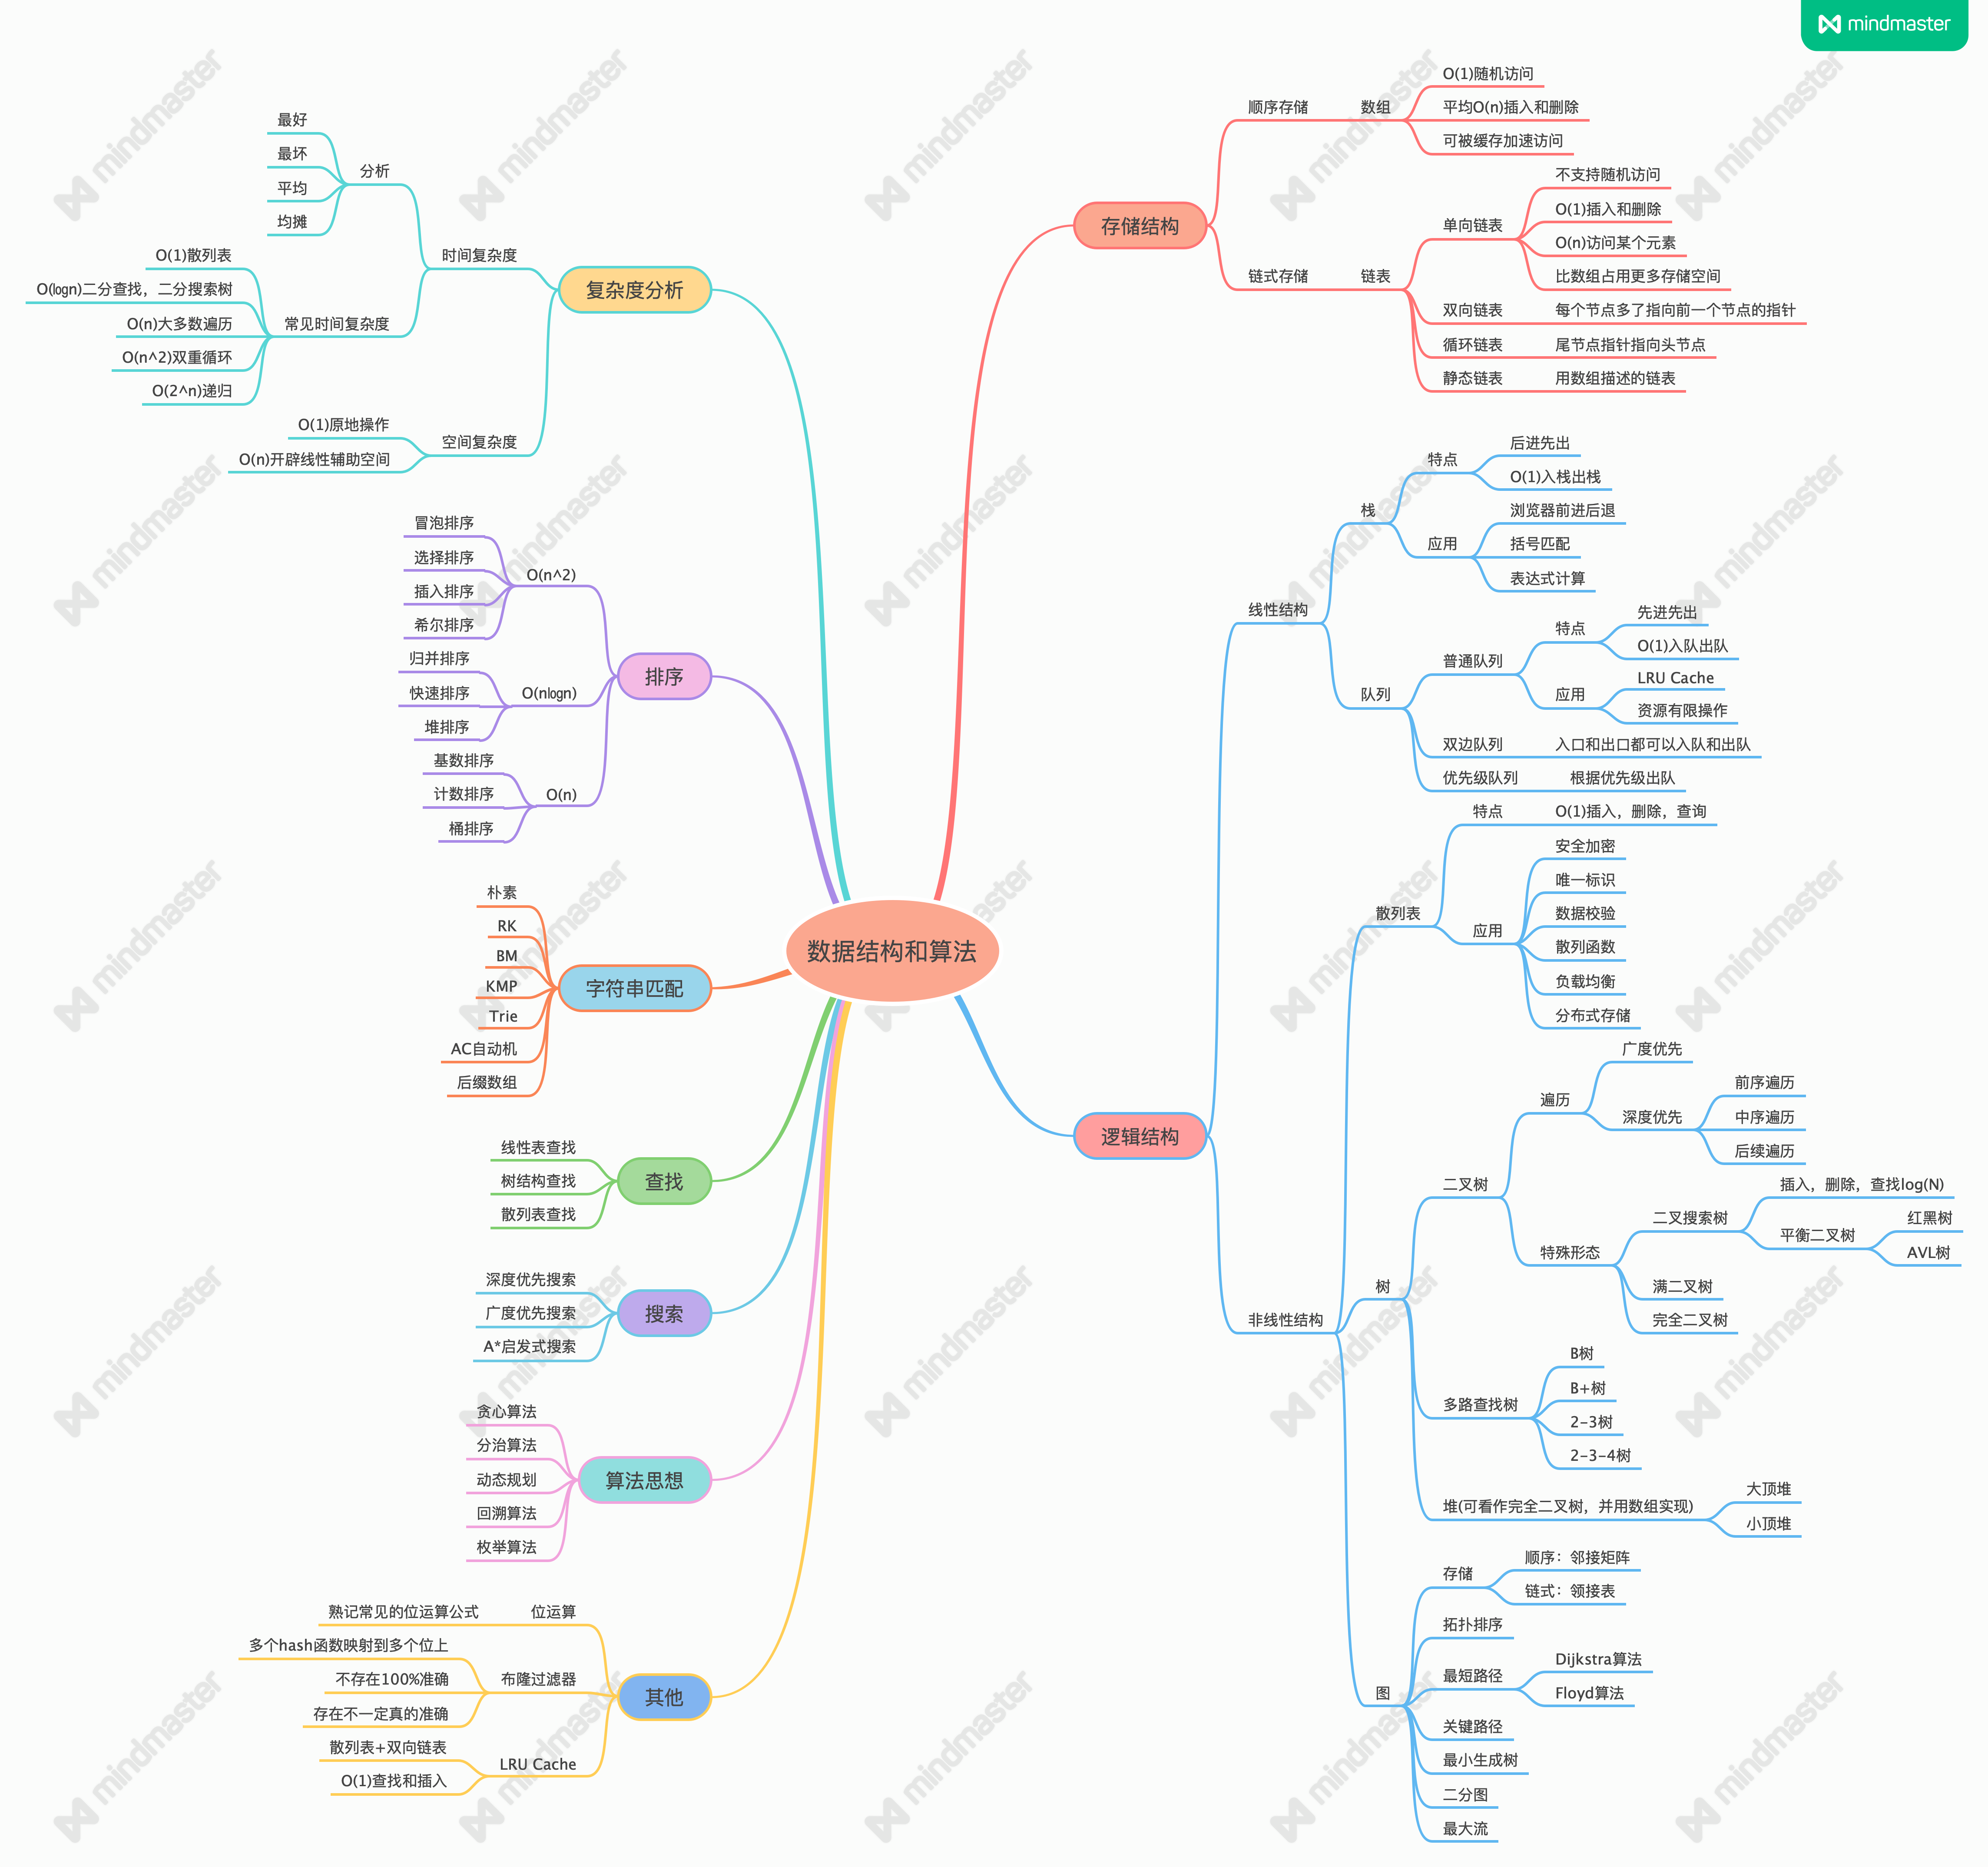 mindmaster
数据结构和算法
存储结构
顺序存储
数组
O(1)随机访问
平均O(n)插入和删除
可被缓存加速访问
链式存储
链表
单向链表
不支持随机访问
O(1)插入和删除
O(n)访问某个元素
比数组占用更多存储空间
双向链表
每个节点多了指向前一个节点的指针
循环链表
尾节点指针指向头节点
静态链表
用数组描述的链表
逻辑结构
线性结构
栈
特点
后进先出
O(1)入栈出栈
应用
浏览器前进后退
括号匹配
表达式计算
队列
普通队列
特点
先进先出
O(1)入队出队
应用
LRU Cache
资源有限操作
双边队列
入口和出口都可以入队和出队
优先级队列
根据优先级出队
非线性结构
散列表
特点
O(1)插入，删除，查询
应用
安全加密
唯一标识
数据校验
散列函数
负载均衡
分布式存储
树
二叉树
遍历
广度优先
深度优先
前序遍历
中序遍历
后续遍历
特殊形态
二叉搜索树
插入，删除，查找log(N)
平衡二叉树
红黑树
AVL树
满二叉树
完全二叉树
多路查找树
B树
B+树
2-3树
2-3-4树
堆(可看作完全二叉树，并用数组实现)
大顶堆
小顶堆
图
存储
顺序：邻接矩阵
链式：领接表
拓扑排序
最短路径
Dijkstra算法
Floyd算法
关键路径
最小生成树
二分图
最大流
复杂度分析
时间复杂度
分析
最好
最坏
平均
均摊
常见时间复杂度
O(1)散列表
O(logn)二分查找，二分搜索树
O(n)大多数遍历
O(n^2)双重循环
O(2^n)递归
空间复杂度
O(1)原地操作
O(n)开辟线性辅助空间
排序
O(n^2)
冒泡排序
选择排序
插入排序
希尔排序
O(nlogn)
归并排序
快速排序
堆排序
O(n)
基数排序
计数排序
桶排序
字符串匹配
朴素
RK
BM
KMP
Trie
AC自动机
后缀数组
查找
线性表查找
树结构查找
散列表查找
搜索
深度优先搜索
广度优先搜索
A*启发式搜索
算法思想
贪心算法
分治算法
动态规划
回溯算法
枚举算法
其他
位运算
熟记常见的位运算公式
布隆过滤器
多个hash函数映射到多个位上
不存在100%准确
存在不一定真的准确
LRU Cache
散列表+双向链表
O(1)查找和插入